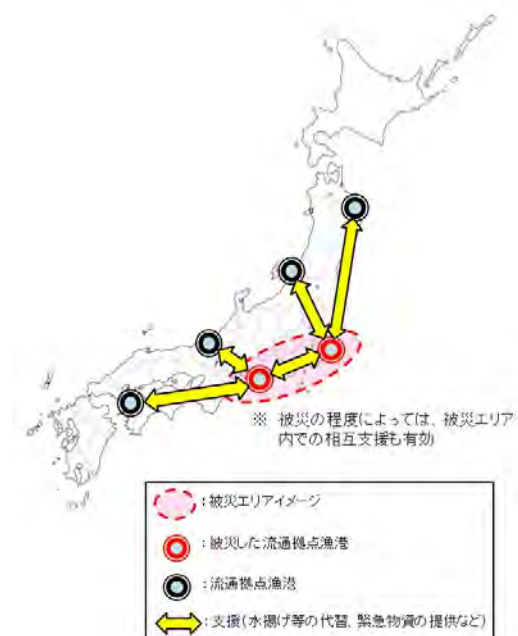 ※ 被災の程度によっては、被災エリア
内での相互支援も有効
：被災エリアイメージ
：被災した流通拠点漁港
：流通拠点漁港
：支援（水揚げ等の代替、緊急物資の提供など）